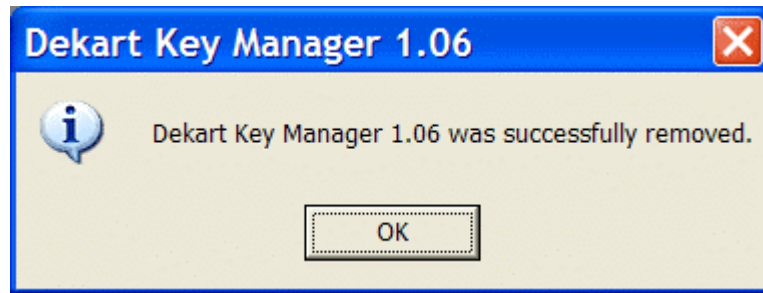 Dekart Key Manager 1.06
Dekart Key Manager 1.06 was successfully removed.
OK